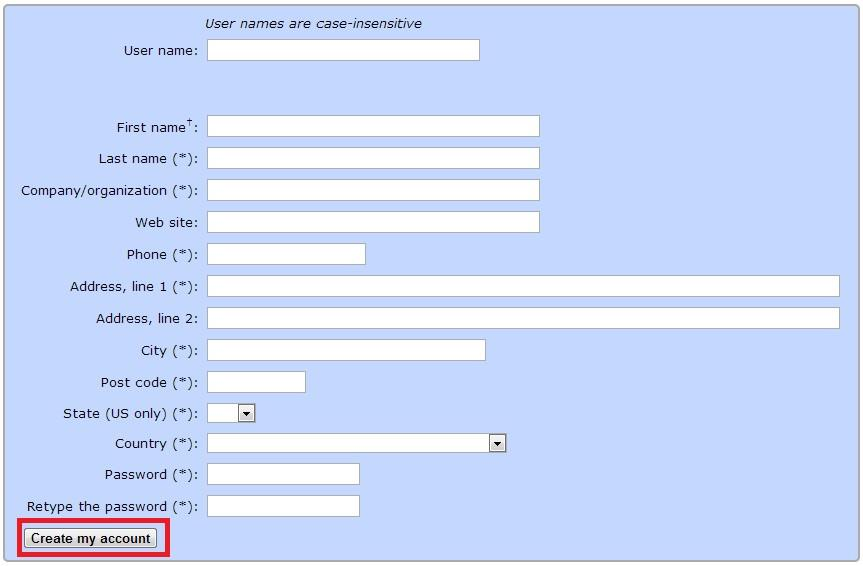 User names are case-insensitive
User name:
First name†:
Last name (*):
Company/organization (*):
Web site:
Phone (*):
Address, line 1 (*):
Address, line 2:
City (*):
Post code (*):
State (US only) (*):
Country (*):
Password (*):
Retype the password (*):
Create my account